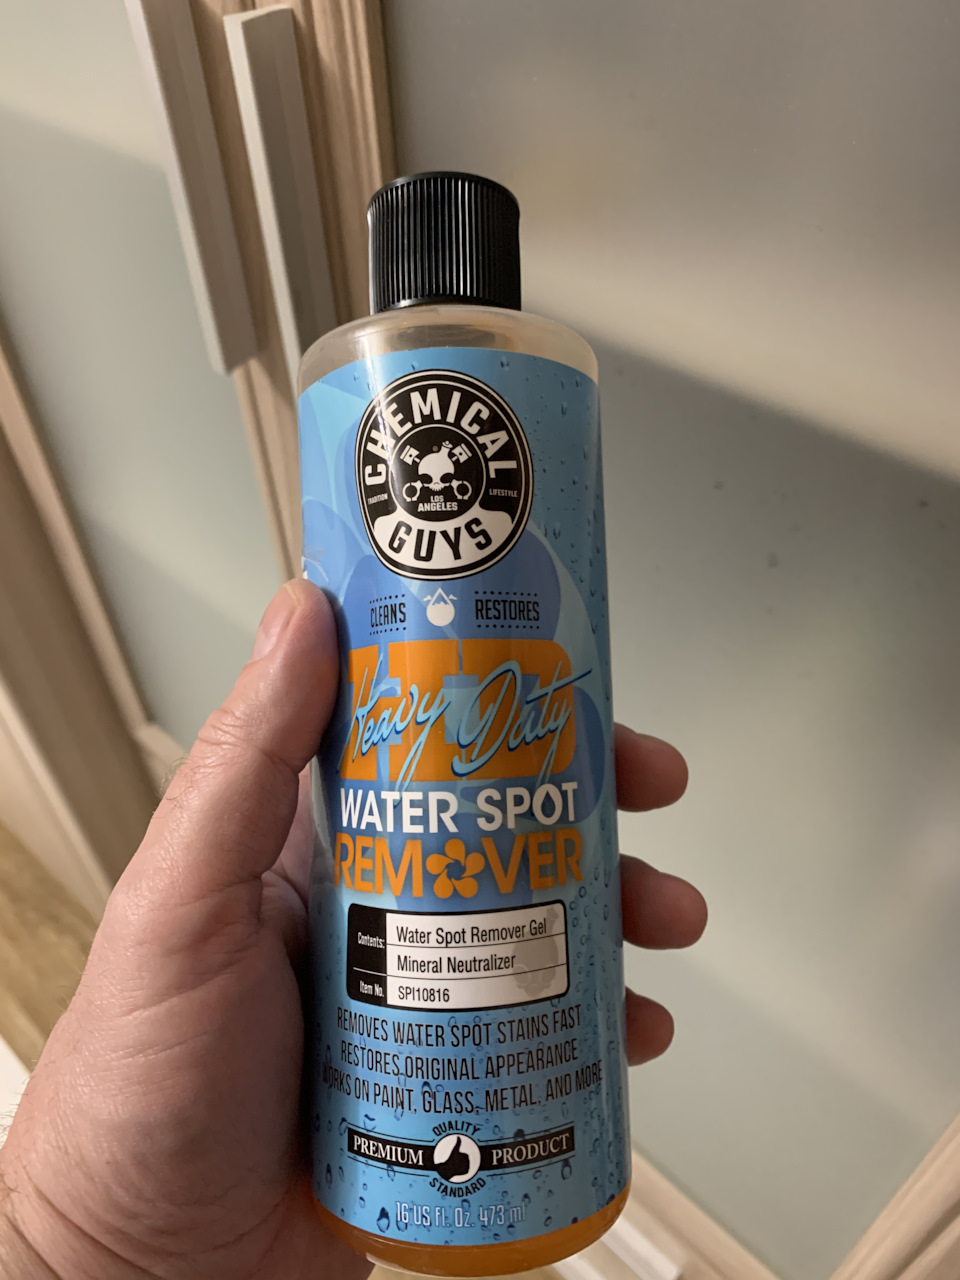 CHEMICAL
TRADITION
LOS
ANGELES
LIFESTYLE
GUYS
CLEANS RESTORES
HD
Heavy Duty
WATER SPOT
REMOVER
Contents: Water Spot Remover Gel
Mineral Neutralizer
Item No. SPI10816
REMOVES WATER SPOT STAINS FAST
RESTORES ORIGINAL APPEARANCE
WORKS ON PAINT, GLASS, METAL, AND MORE
QUALITY
PREMIUM PRODUCT
STANDARD
16 US Fl. Oz. 473 ml